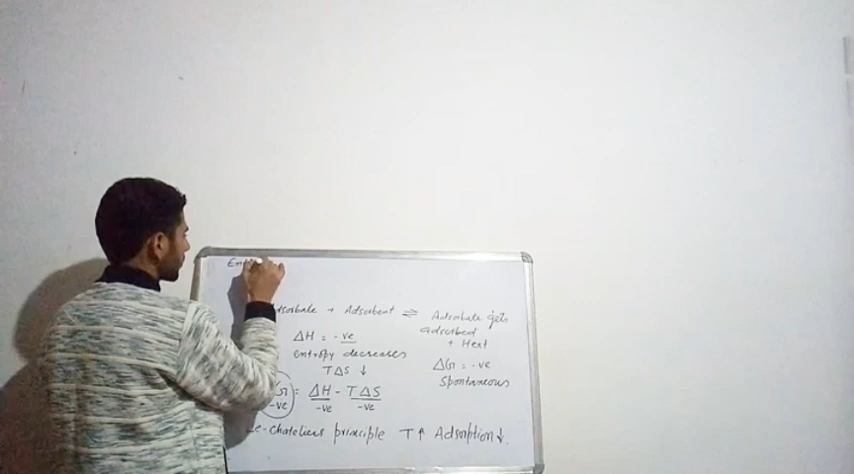 Adsorbate + Adsorbent ⇌ Adsorbate gets
adsorbed
+ Heat
ΔH = -ve
entropy decreases
TΔS ↓
ΔG = -ve
Spontaneous
= ΔH - TΔS
-ve -ve -ve
Le-chateliers principle T↑ Adsorption↓.